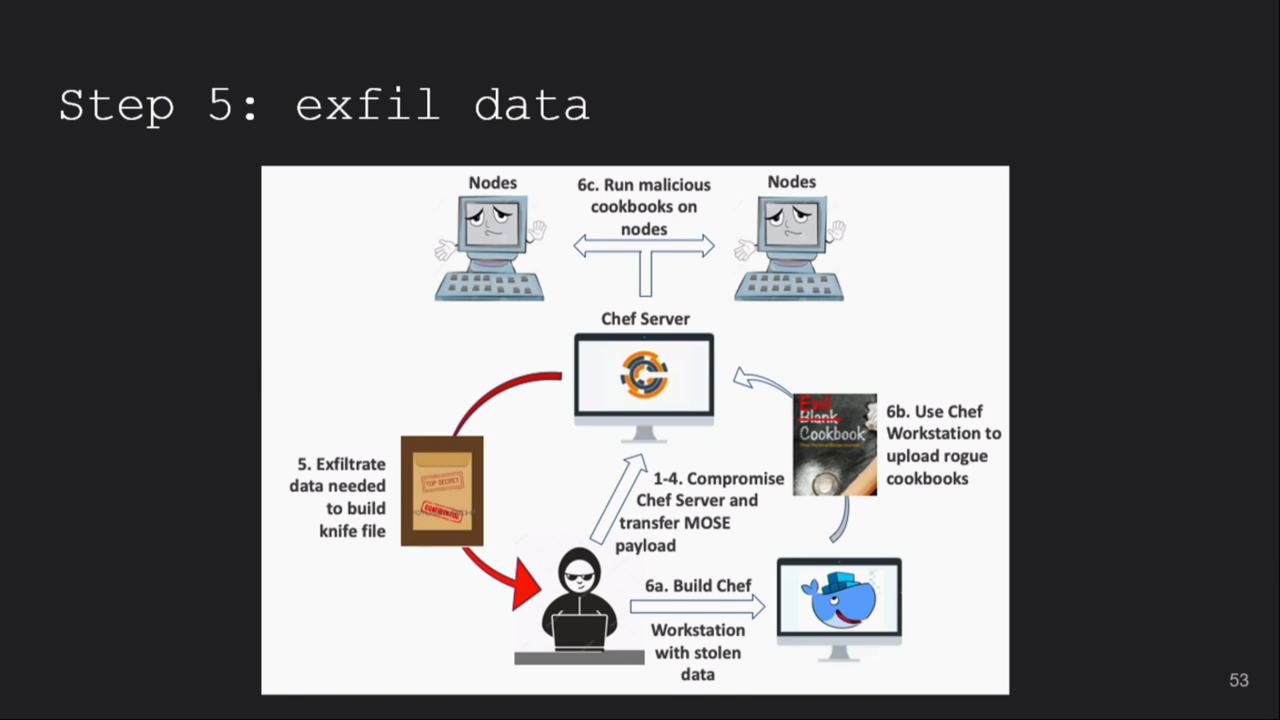 Step 5: exfil data
Nodes
6c. Run malicious
cookbooks on
nodes
Nodes
Chef Server
5. Exfiltrate
data needed
to build
knife file
TOP SECRET
1-4. Compromise
Chef Server and
transfer MOSE
payload
Evil
Blank
Cookbook
6b. Use Chef
Workstation to
upload rogue
cookbooks
6a. Build Chef
Workstation
with stolen
data
53